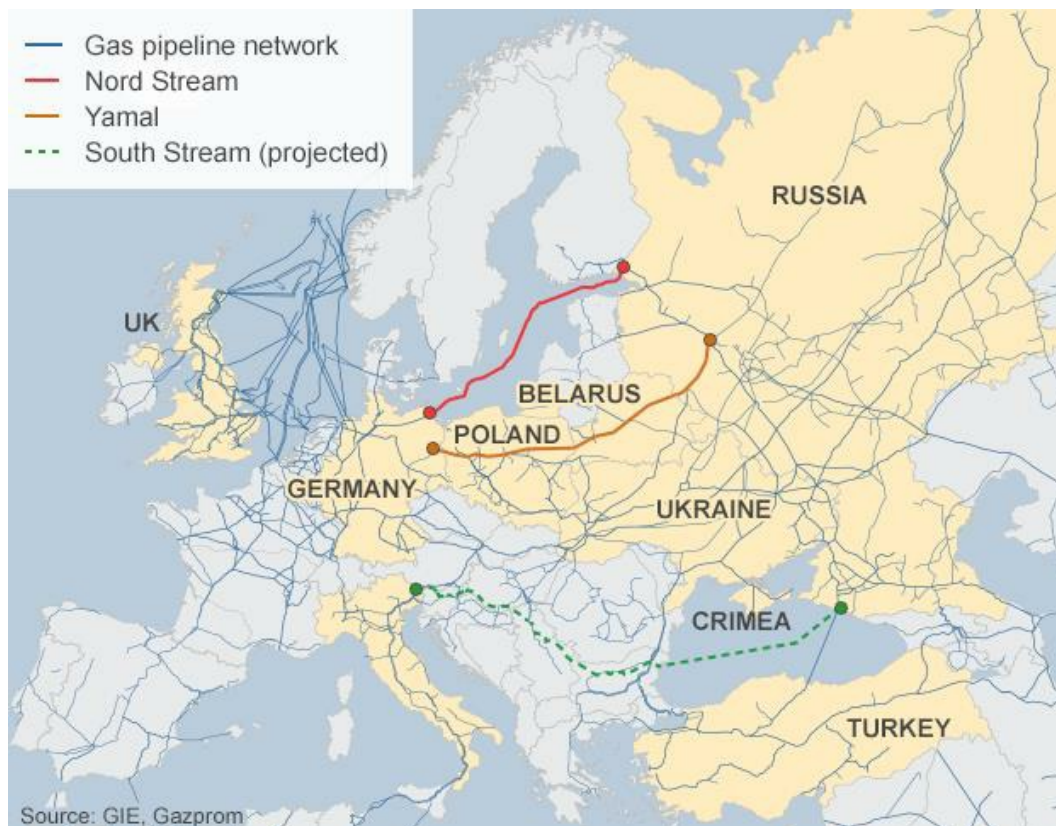 Gas pipeline network
Nord Stream
Yamal
South Stream (projected)
RUSSIA
UK
BELARUS
POLAND
GERMANY
UKRAINE
CRIMEA
TURKEY
Source: GIE, Gazprom